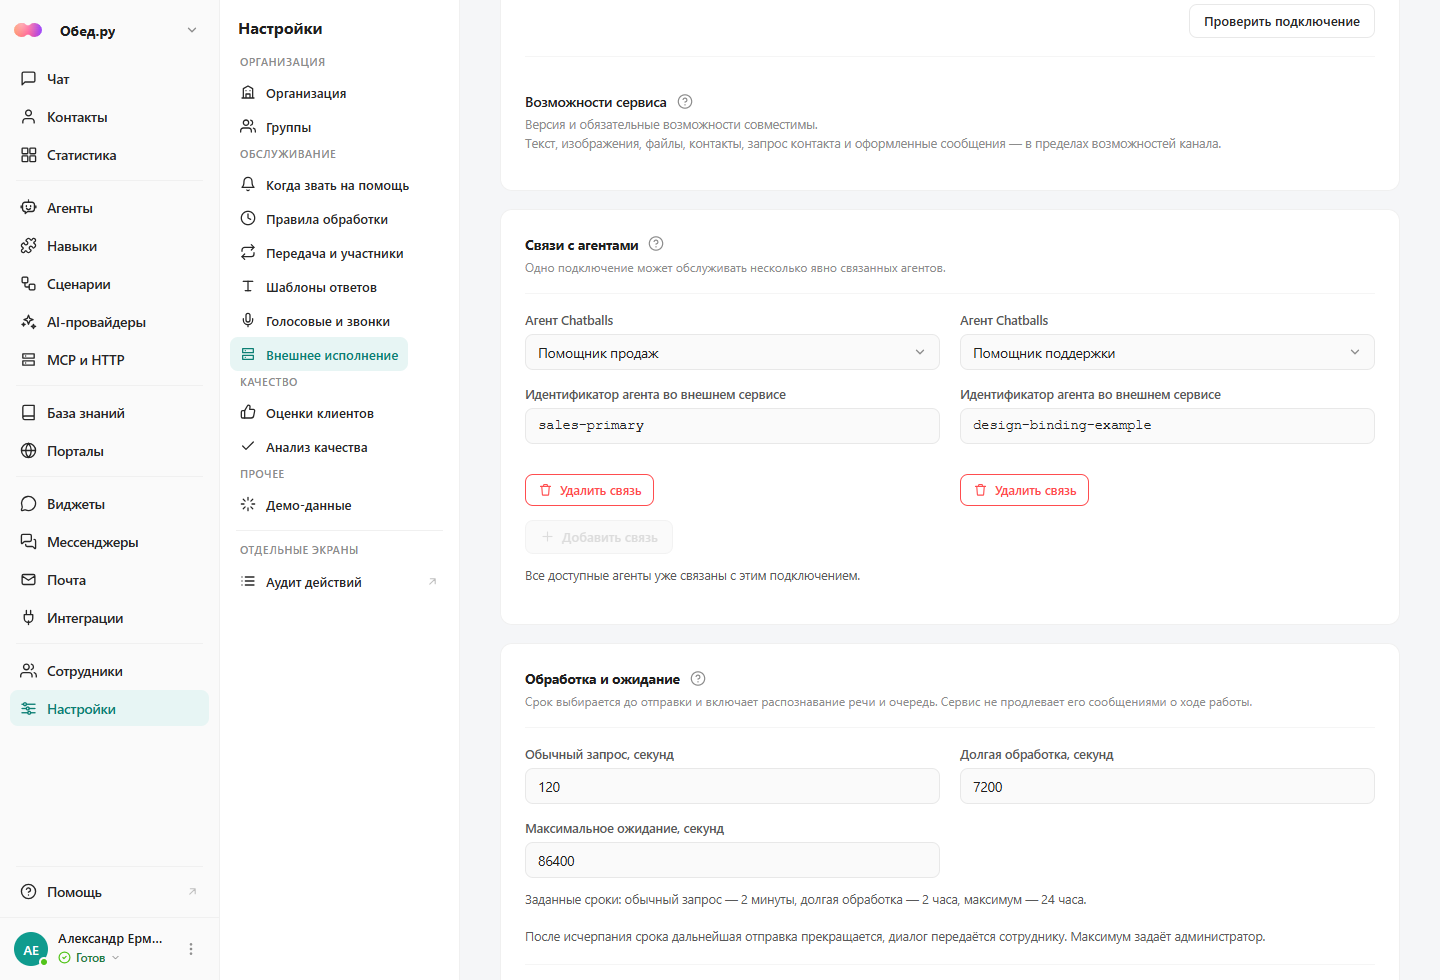 Обед.ру
Чат
Контакты
Статистика
Агенты
Навыки
Сценарии
AI-провайдеры
MCP и HTTP
База знаний
Порталы
Виджеты
Мессенджеры
Почта
Интеграции
Сотрудники
Настройки
Помощь
AE
Александр Ерм...
Готов
Настройки
ОРГАНИЗАЦИЯ
Организация
Группы
ОБСЛУЖИВАНИЕ
Когда звать на помощь
Правила обработки
Передача и участники
Шаблоны ответов
Голосовые и звонки
Внешнее исполнение
КАЧЕСТВО
Оценки клиентов
Анализ качества
ПРОЧЕЕ
Демо-данные
ОТДЕЛЬНЫЕ ЭКРАНЫ
Аудит действий
Проверить подключение
Возможности сервиса
Версия и обязательные возможности совместимы.
Текст, изображения, файлы, контакты, запрос контакта и оформленные сообщения — в пределах возможностей канала.
Связи с агентами
Одно подключение может обслуживать несколько явно связанных агентов.
Агент Chatballs
Помощник продаж
Идентификатор агента во внешнем сервисе
sales-primary
Удалить связь
Агент Chatballs
Помощник поддержки
Идентификатор агента во внешнем сервисе
design-binding-example
Удалить связь
Добавить связь
Все доступные агенты уже связаны с этим подключением.
Обработка и ожидание
Срок выбирается до отправки и включает распознавание речи и очередь. Сервис не продлевает его сообщениями о ходе работы.
Обычный запрос, секунд
120
Долгая обработка, секунд
7200
Максимальное ожидание, секунд
86400
Заданные сроки: обычный запрос — 2 минуты, долгая обработка — 2 часа, максимум — 24 часа.
После исчерпания срока дальнейшая отправка прекращается, диалог передаётся сотруднику. Максимум задаёт администратор.